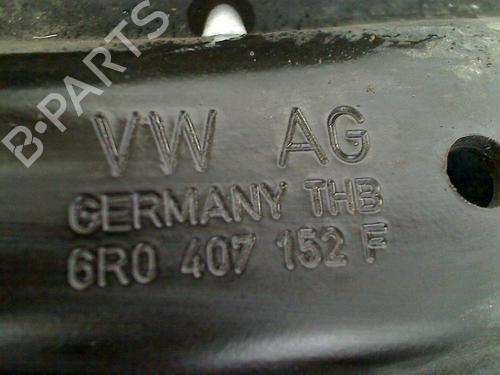 B-PARTS
VW AG
GERMANY THB
6R0 407 152 F